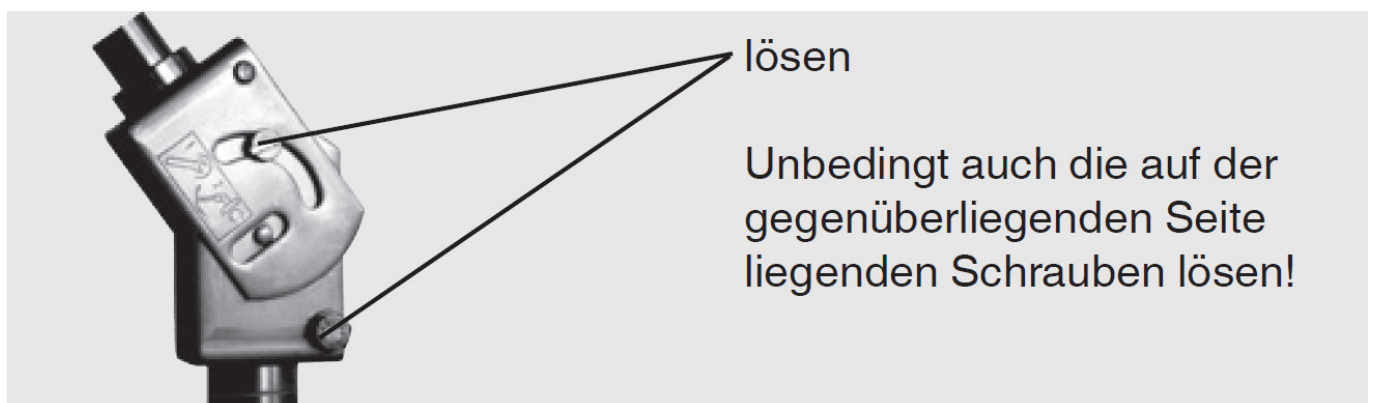 lösen
Unbedingt auch die auf der
gegenüberliegenden Seite
liegenden Schrauben lösen!